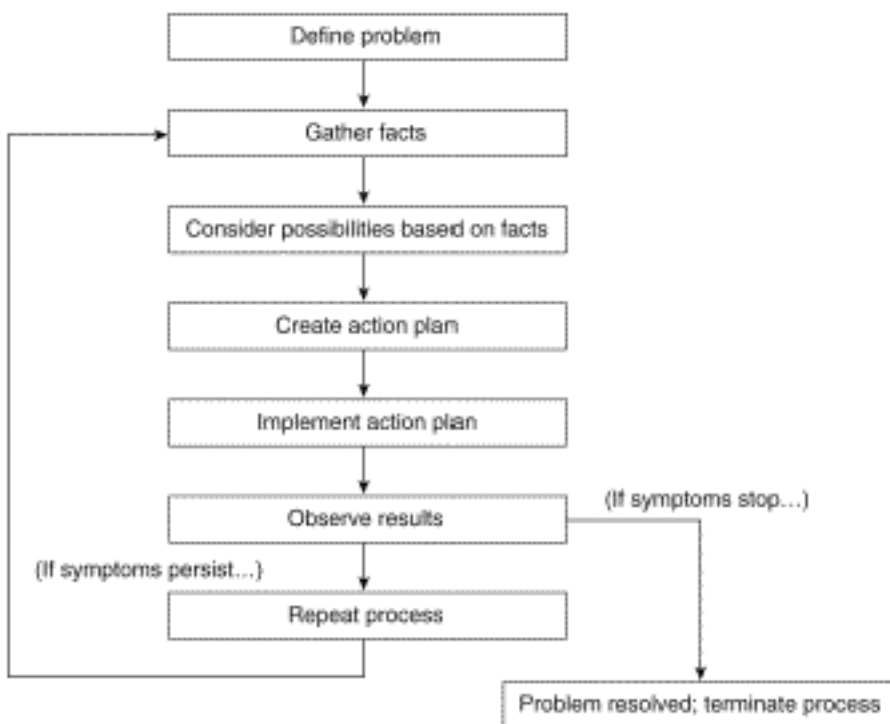 Define problem
Gather facts
Consider possibilities based on facts
Create action plan
Implement action plan
(If symptoms stop...)
Observe results
(If symptoms persist...)
Repeat process
Problem resolved; terminate process